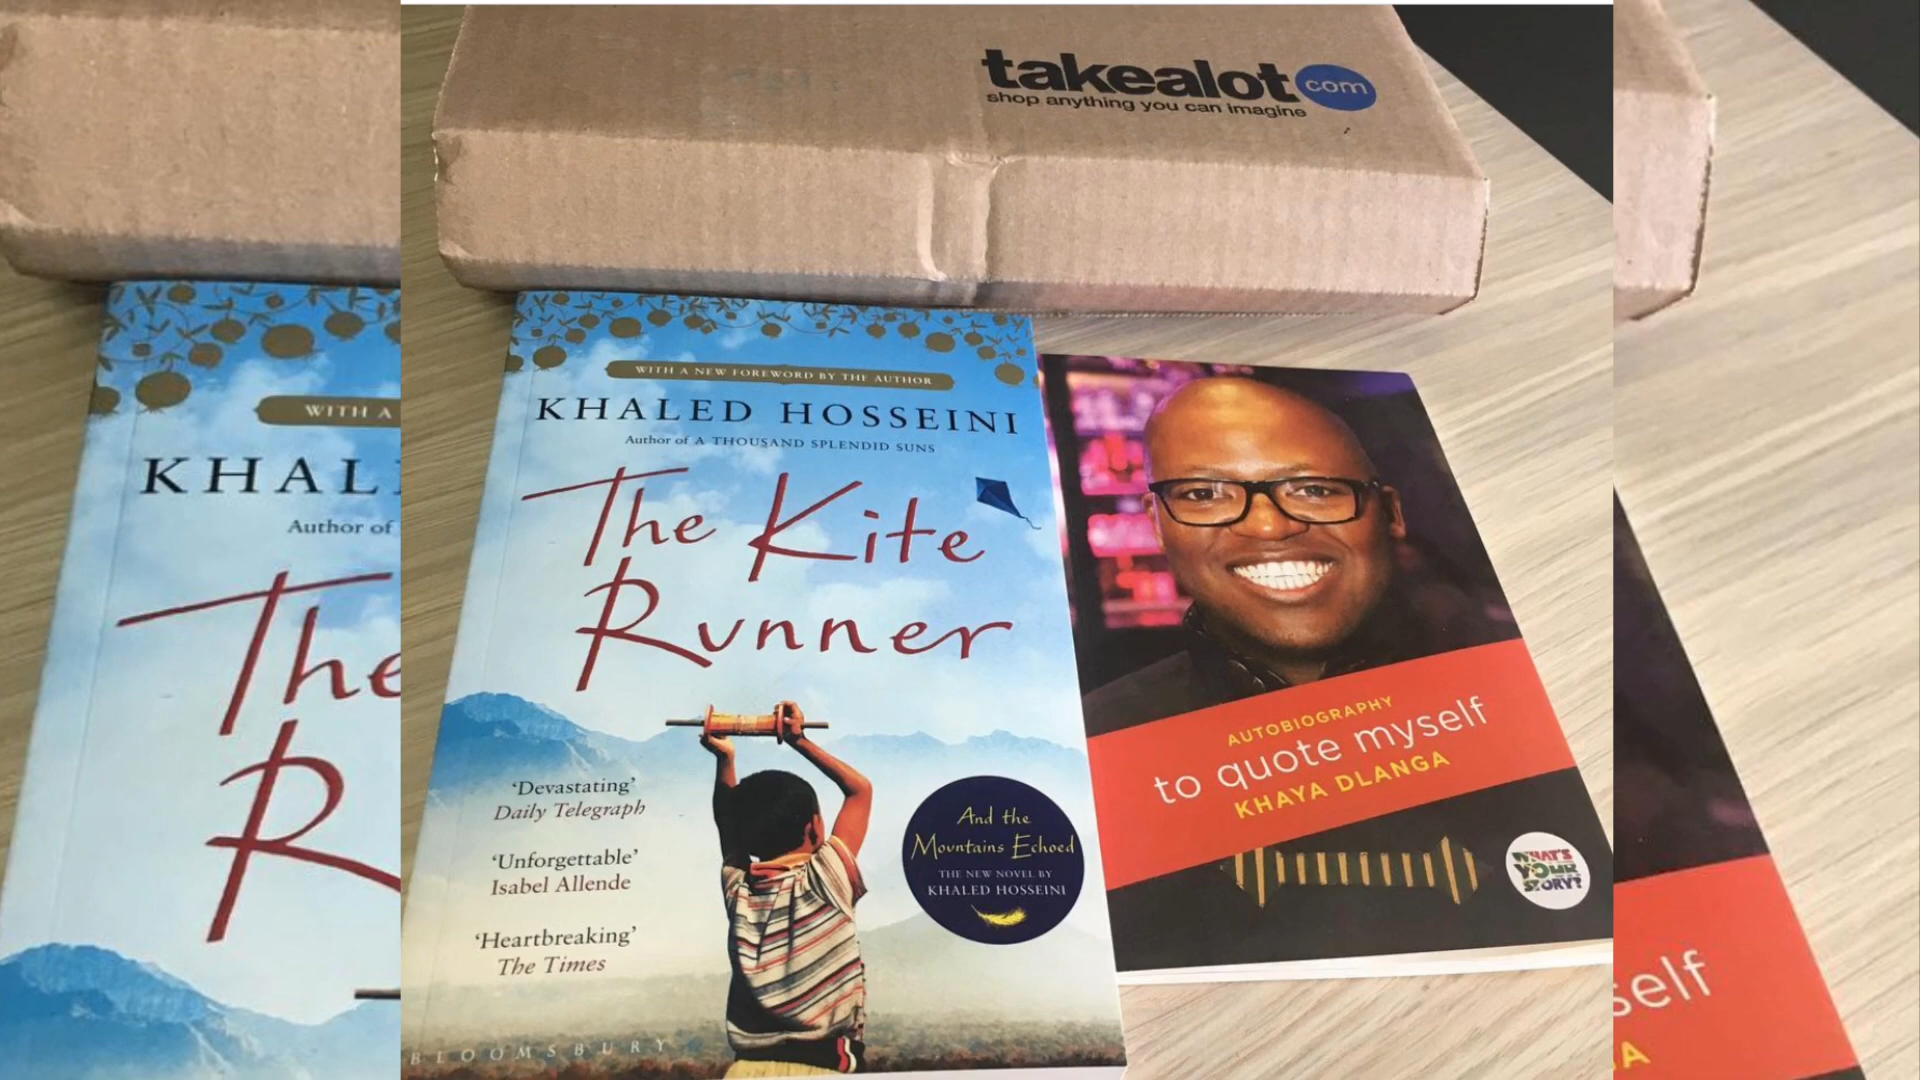 takealot com
shop anything you can imagine
WITH A NEW FOREWORD BY THE AUTHOR
KHALED HOSSEINI
Author of A THOUSAND SPLENDID SUNS
The Kite
Runner
'Devastating'
Daily Telegraph
'Unforgettable'
Isabel Allende
'Heartbreaking'
The Times
And the
Mountains Echoed
THE NEW NOVEL BY
KHALED HOSSEINI
BLOOMSBURY
AUTOBIOGRAPHY
to quote myself
KHAYA DLANGA
WHAT'S
YOUR
STORY?
WITH A
KHAL
Author of
The
R
self
A